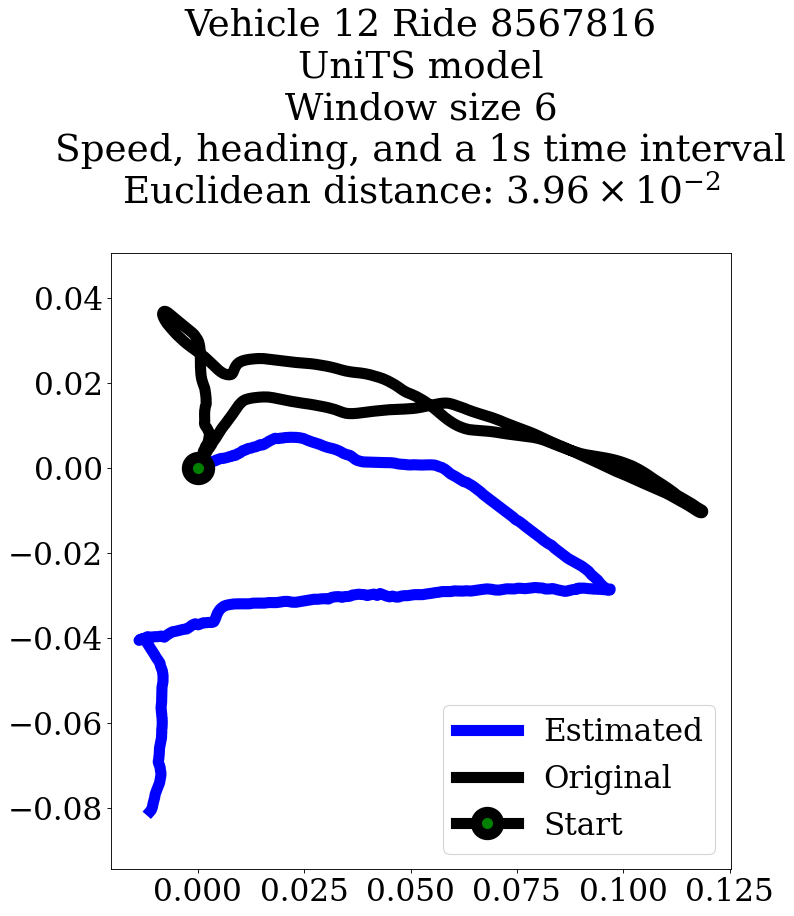 Vehicle 12 Ride 8567816
UniTS model
Window size 6
Speed, heading, and a 1s time interval
Euclidean distance: 3.96 × 10⁻²
0.04
0.02
0.00
−0.02
−0.04
−0.06
−0.08
Estimated
Original
Start
0.000 0.025 0.050 0.075 0.100 0.125